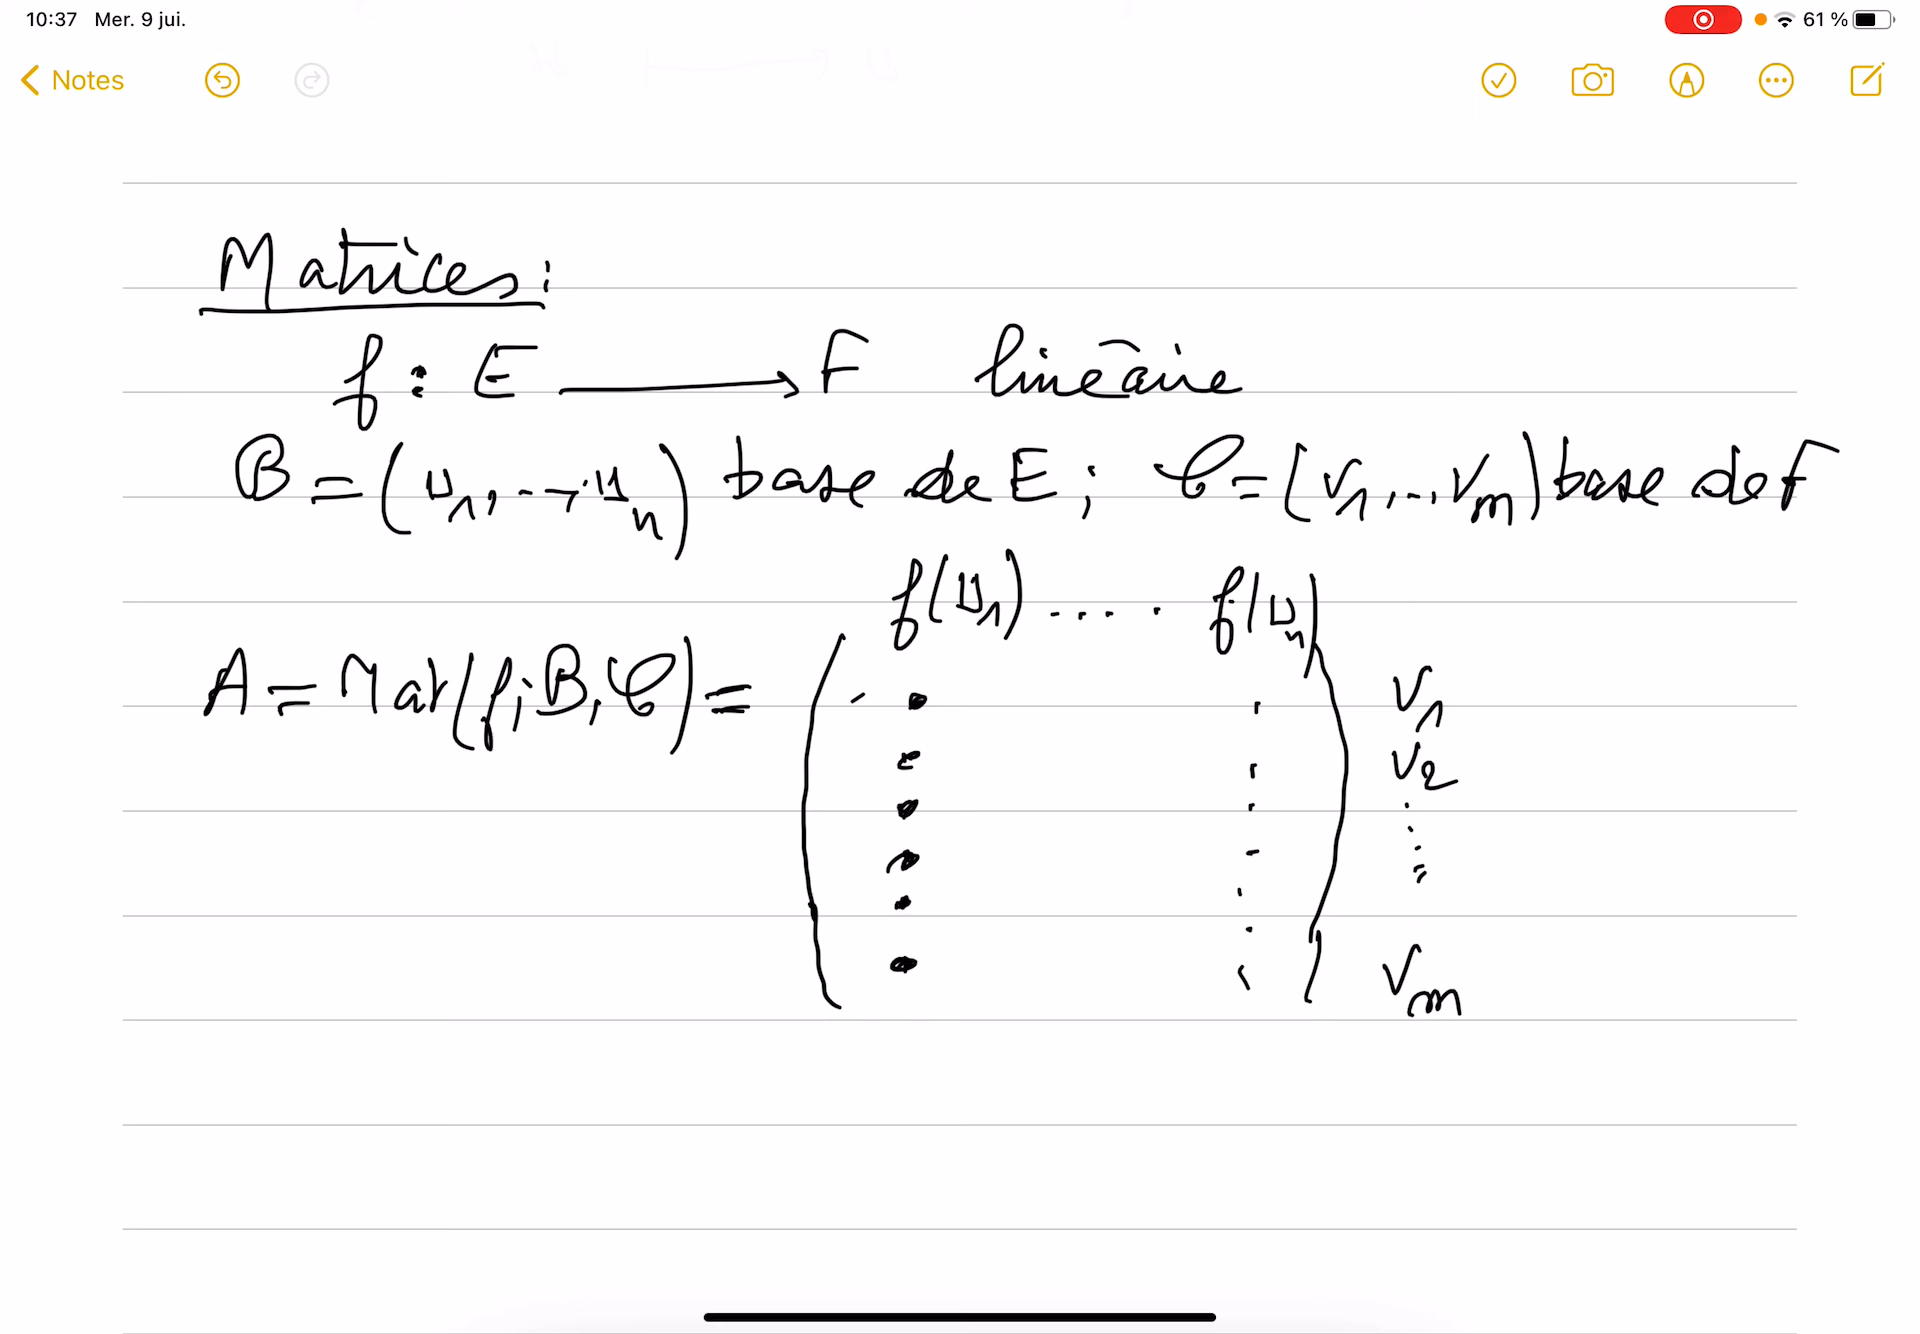 10:37 Mer. 9 jui. 61 %
Notes
Matrices :
f : E ⟶ F linéaire
B = (u₁, .., uₙ) base de E ; C = (v₁, .., vₘ) base de F
f(u₁) ..... f(uₙ)
A = Mat(f; B, C) = ( ) v₁
v₂
⋮
vₘ